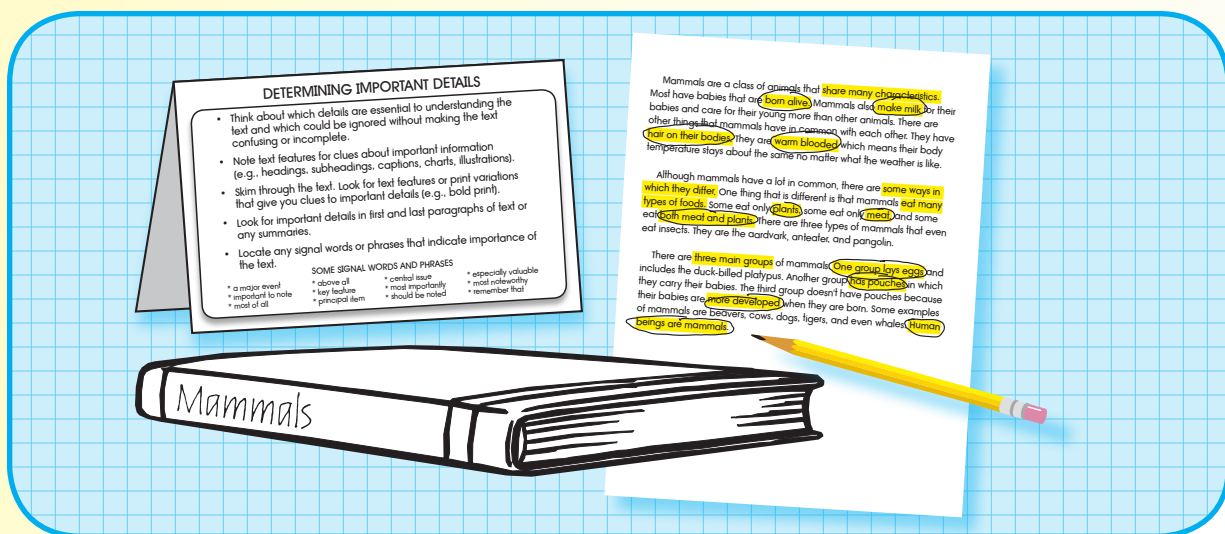 DETERMINING IMPORTANT DETAILS
• Think about which details are essential to understanding the
text and which could be ignored without making the text
confusing or incomplete.
• Note text features for clues about important information
(e.g., headings, subheadings, captions, charts, illustrations).
• Skim through the text. Look for text features or print variations
that give you clues to important details (e.g., bold print).
• Look for important details in first and last paragraphs of text or
any summaries.
• Locate any signal words or phrases that indicate importance of
the text.
SOME SIGNAL WORDS AND PHRASES
* a major event
* important to note
* most of all
* above all
* key feature
* principal item
* central issue
* most importantly
* should be noted
* especially valuable
* most noteworthy
* remember that
Mammals are a class of animals that share many characteristics.
Most have babies that are born alive. Mammals also make milk for their
babies and care for their young more than other animals. There are
other things that mammals have in common with each other. They have
hair on their bodies. They are warm blooded which means their body
temperature stays about the same no matter what the weather is like.
Although mammals have a lot in common, there are some ways in
which they differ. One thing that is different is that mammals eat many
types of foods. Some eat only plants, some eat only meat, and some
eat both meat and plants. There are three types of mammals that even
eat insects. They are the aardvark, anteater, and pangolin.
There are three main groups of mammals. One group lays eggs and
includes the duck-billed platypus. Another group has pouches in which
they carry their babies. The third group doesn't have pouches because
their babies are more developed when they are born. Some examples
of mammals are beavers, cows, dogs, tigers, and even whales. Human
beings are mammals.
Mammals